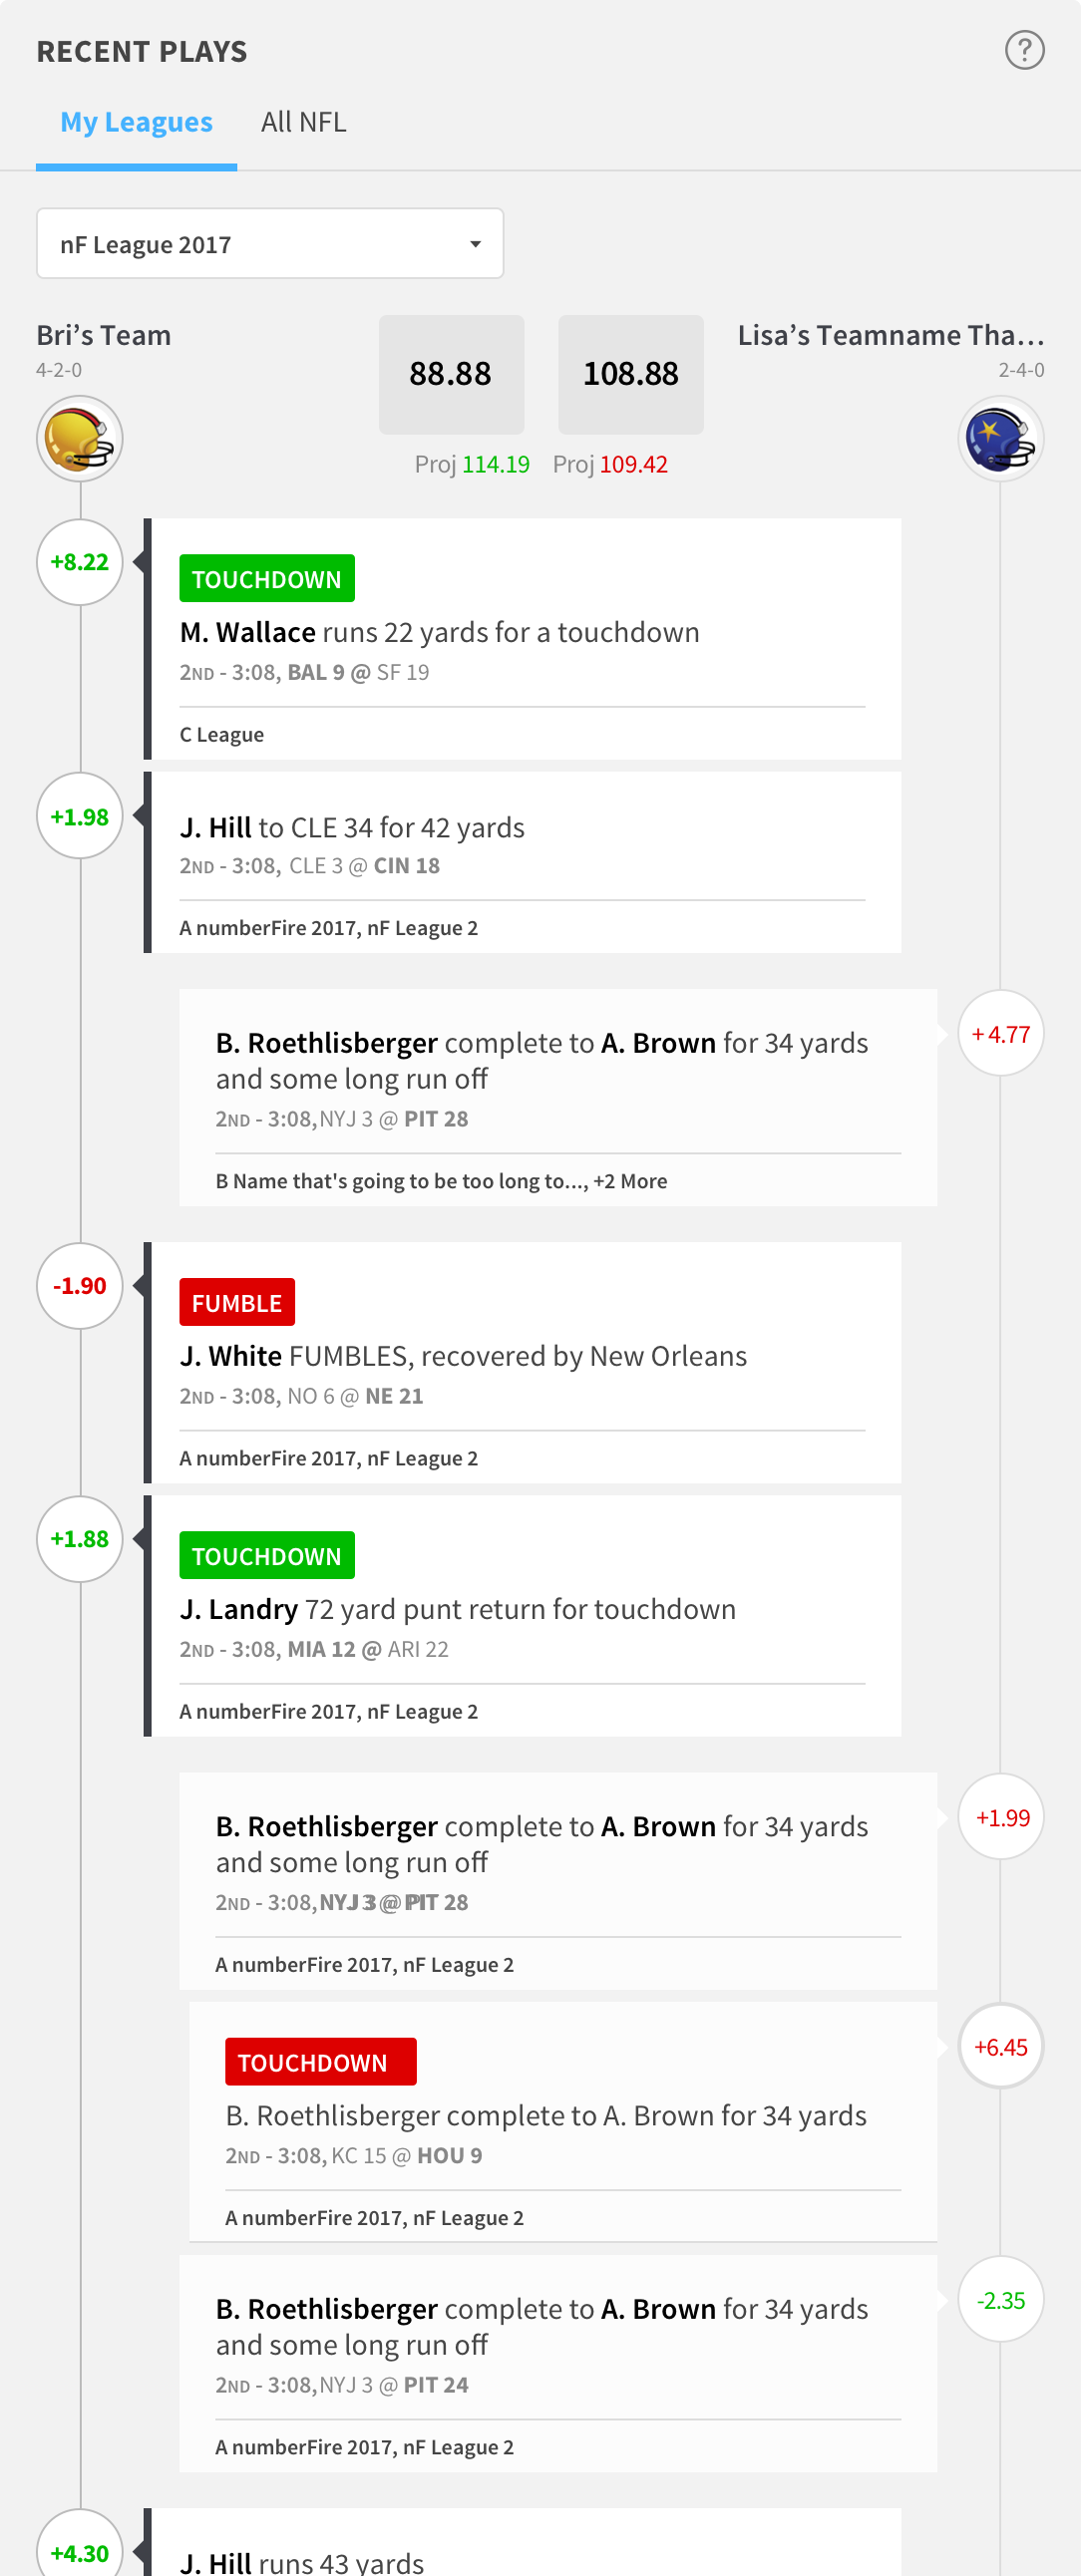 RECENT PLAYS
?
My Leagues
All NFL
nF League 2017
Bri’s Team
4-2-0
88.88
108.88
Lisa’s Teamname Tha...
2-4-0
Proj 114.19
Proj 109.42
+8.22
TOUCHDOWN
M. Wallace runs 22 yards for a touchdown
2ND - 3:08, BAL 9 @ SF 19
C League
+1.98
J. Hill to CLE 34 for 42 yards
2ND - 3:08, CLE 3 @ CIN 18
A numberFire 2017, nF League 2
B. Roethlisberger complete to A. Brown for 34 yards
and some long run off
2ND - 3:08, NYJ 3 @ PIT 28
B Name that's going to be too long to..., +2 More
+ 4.77
-1.90
FUMBLE
J. White FUMBLES, recovered by New Orleans
2ND - 3:08, NO 6 @ NE 21
A numberFire 2017, nF League 2
+1.88
TOUCHDOWN
J. Landry 72 yard punt return for touchdown
2ND - 3:08, MIA 12 @ ARI 22
A numberFire 2017, nF League 2
B. Roethlisberger complete to A. Brown for 34 yards
and some long run off
2ND - 3:08, NYJ 3 @ PIT 28
A numberFire 2017, nF League 2
+1.99
TOUCHDOWN
B. Roethlisberger complete to A. Brown for 34 yards
2ND - 3:08, KC 15 @ HOU 9
A numberFire 2017, nF League 2
+6.45
B. Roethlisberger complete to A. Brown for 34 yards
and some long run off
2ND - 3:08, NYJ 3 @ PIT 24
A numberFire 2017, nF League 2
-2.35
+4.30
J. Hill runs 43 yards